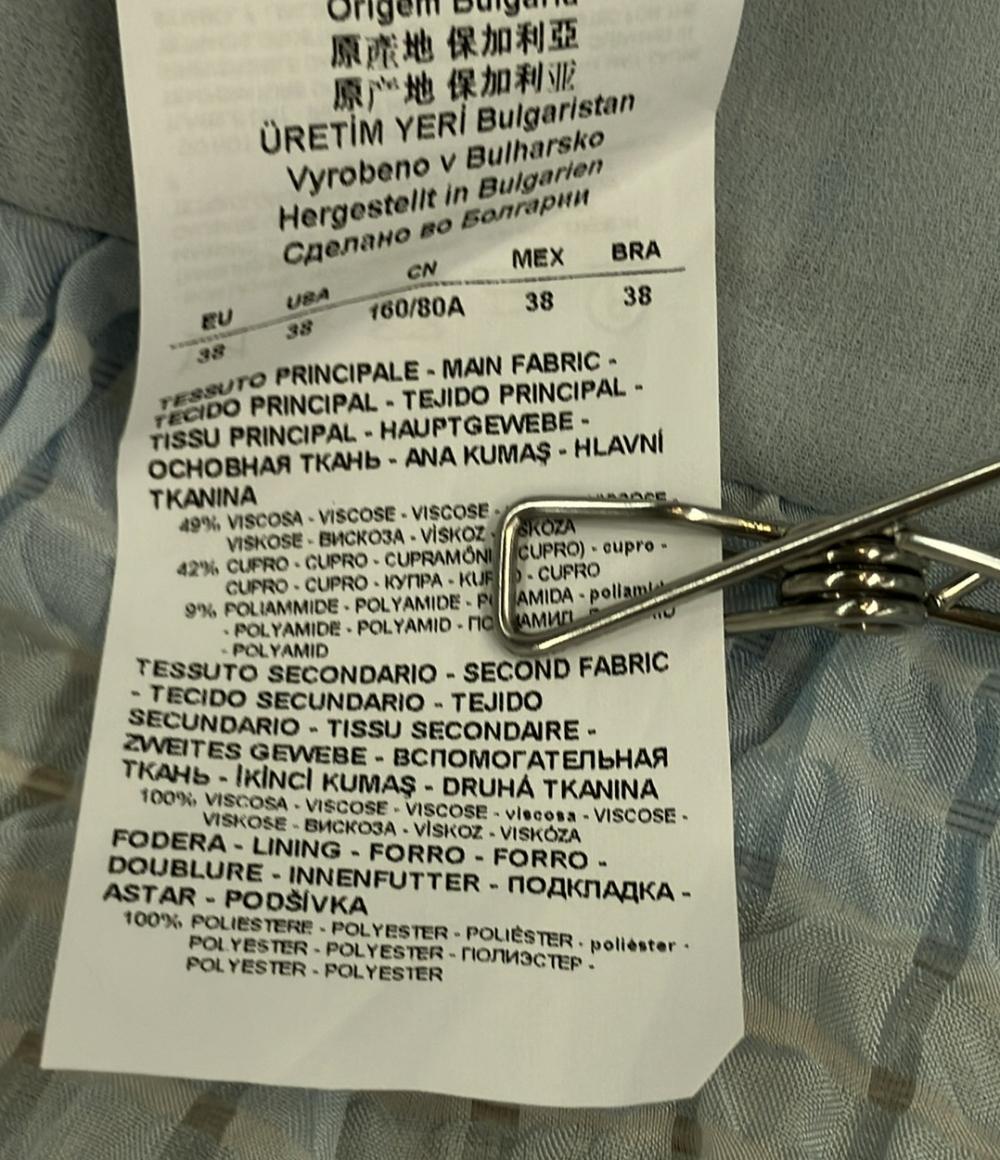 Origem Bulgaria
原產地 保加利亞
原产地 保加利亚
ÜRETİM YERİ Bulgaristan
Vyrobeno v Bulharsko
Hergestellt in Bulgarien
Сделано во Болгарии
EU USA CN MEX BRA
38 38 160/80A 38 38
TESSUTO PRINCIPALE - MAIN FABRIC -
TECIDO PRINCIPAL - TEJIDO PRINCIPAL -
TISSU PRINCIPAL - HAUPTGEWEBE -
ОСНОВНАЯ ТКАНЬ - ANA KUMAŞ - HLAVNÍ
TKANINA
49% VISCOSA - VISCOSE - VISCOSE -
VISKOSE - ВИСКОЗА - VİSKOZ
42% CUPRO - CUPRO - CUPRAMÔNI CUPRO) - cupro -
CUPRO - CUPRO - КУПРА - - CUPRO
9% POLIAMMIDE - POLYAMIDE -
- POLYAMIDE - POLYAMID -
- POLYAMID
TESSUTO SECONDARIO - SECOND FABRIC
- TECIDO SECUNDARIO - TEJIDO
SECUNDARIO - TISSU SECONDAIRE -
ZWEITES GEWEBE - ВСПОМОГАТЕЛЬНАЯ
ТКАНЬ - İKİNCİ KUMAŞ - DRUHÁ TKANINA
100% VISCOSA - VISCOSE - VISCOSE - viscosa - VISCOSE -
VISKOSE - ВИСКОЗА - VİSKOZ - VISKÓZA
FODERA - LINING - FORRO - FORRO -
DOUBLURE - INNENFUTTER - ПОДКЛАДКА -
ASTAR - PODŠÍVKA
100% POLIESTERE - POLYESTER - POLIÉSTER - poliéster -
POLYESTER - POLYESTER - ПОЛИЭСТЕР -
POLYESTER - POLYESTER